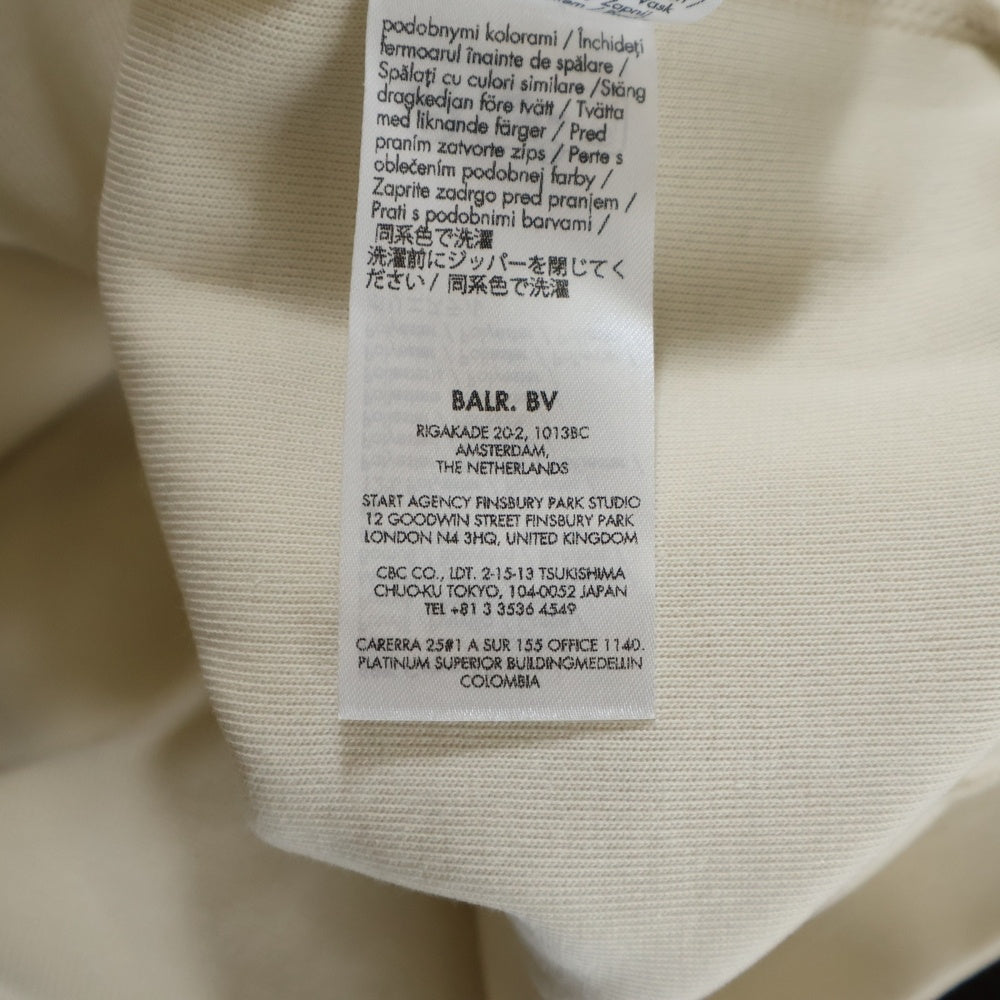 Vask
Zopnil
podobnymi kolorami / Închideți
fermoarul înainte de spălare /
Spălați cu culori similare /Stäng
dragkedjan före tvätt / Tvätta
med liknande färger / Pred
praním zatvorte zips / Perte s
oblečením podobnej farby /
Zaprite zadrgo pred pranjem /
Prati s podobnimi barvami /
同系色で洗濯
洗濯前にジッパーを閉じてく
ださい/ 同系色で洗濯
BALR. BV
RIGAKADE 20-2, 1013BC
AMSTERDAM,
THE NETHERLANDS
START AGENCY FINSBURY PARK STUDIO
12 GOODWIN STREET FINSBURY PARK
LONDON N4 3HQ, UNITED KINGDOM
CBC CO., LDT. 2-15-13 TSUKISHIMA
CHUO-KU TOKYO, 104-0052 JAPAN
TEL +81 3 3536 4549
CARERRA 25#1 A SUR 155 OFFICE 1140.
PLATINUM SUPERIOR BUILDINGMEDELLIN
COLOMBIA